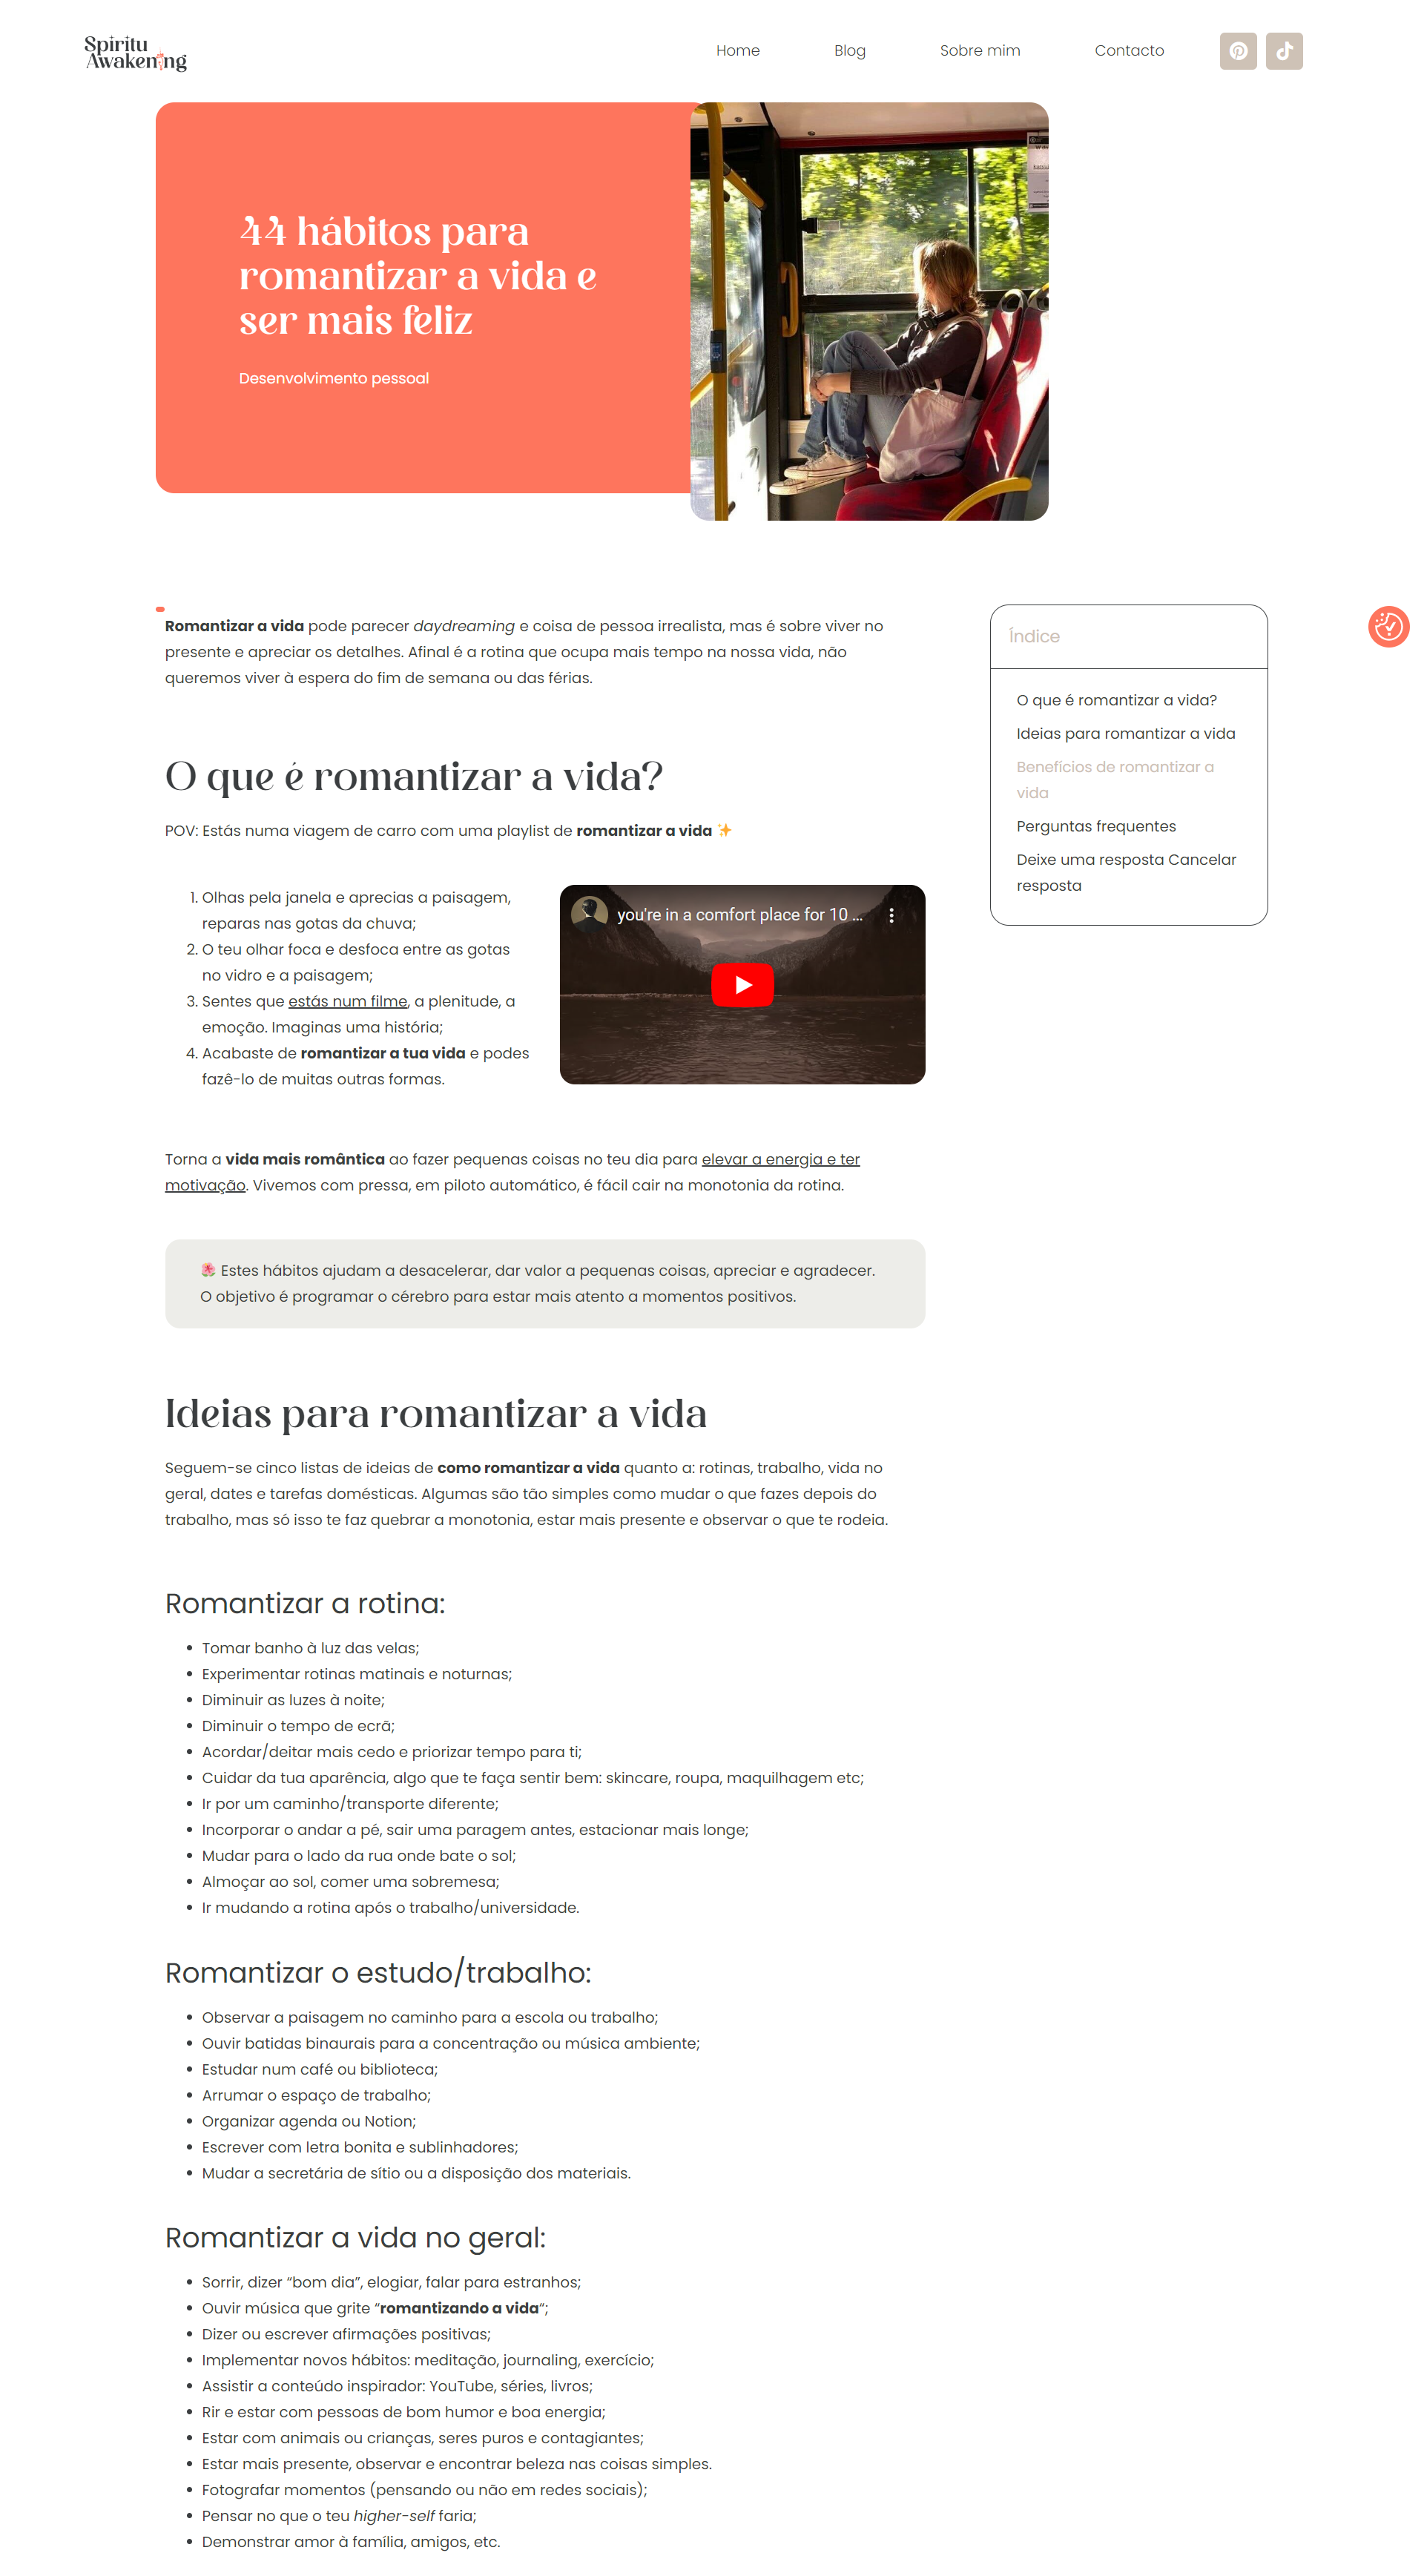 Spiritu
Awakening
Home
Blog
Sobre mim
Contacto
44 hábitos para
romantizar a vida e
ser mais feliz
Desenvolvimento pessoal
Romantizar a vida pode parecer daydreaming e coisa de pessoa irrealista, mas é sobre viver no
presente e apreciar os detalhes. Afinal é a rotina que ocupa mais tempo na nossa vida, não
queremos viver à espera do fim de semana ou das férias.
Índice
O que é romantizar a vida?
Ideias para romantizar a vida
Benefícios de romantizar a
vida
Perguntas frequentes
Deixe uma resposta Cancelar
resposta
O que é romantizar a vida?
POV: Estás numa viagem de carro com uma playlist de romantizar a vida ✨
1. Olhas pela janela e aprecias a paisagem,
reparas nas gotas da chuva;
2. O teu olhar foca e desfoca entre as gotas
no vidro e a paisagem;
3. Sentes que estás num filme, a plenitude, a
emoção. Imaginas uma história;
4. Acabaste de romantizar a tua vida e podes
fazê-lo de muitas outras formas.
you're in a comfort place for 10 ...
Torna a vida mais romântica ao fazer pequenas coisas no teu dia para elevar a energia e ter
motivação. Vivemos com pressa, em piloto automático, é fácil cair na monotonia da rotina.
🌺 Estes hábitos ajudam a desacelerar, dar valor a pequenas coisas, apreciar e agradecer.
O objetivo é programar o cérebro para estar mais atento a momentos positivos.
Ideias para romantizar a vida
Seguem-se cinco listas de ideias de como romantizar a vida quanto a: rotinas, trabalho, vida no
geral, dates e tarefas domésticas. Algumas são tão simples como mudar o que fazes depois do
trabalho, mas só isso te faz quebrar a monotonia, estar mais presente e observar o que te rodeia.
Romantizar a rotina:
• Tomar banho à luz das velas;
• Experimentar rotinas matinais e noturnas;
• Diminuir as luzes à noite;
• Diminuir o tempo de ecrã;
• Acordar/deitar mais cedo e priorizar tempo para ti;
• Cuidar da tua aparência, algo que te faça sentir bem: skincare, roupa, maquilhagem etc;
• Ir por um caminho/transporte diferente;
• Incorporar o andar a pé, sair uma paragem antes, estacionar mais longe;
• Mudar para o lado da rua onde bate o sol;
• Almoçar ao sol, comer uma sobremesa;
• Ir mudando a rotina após o trabalho/universidade.
Romantizar o estudo/trabalho:
• Observar a paisagem no caminho para a escola ou trabalho;
• Ouvir batidas binaurais para a concentração ou música ambiente;
• Estudar num café ou biblioteca;
• Arrumar o espaço de trabalho;
• Organizar agenda ou Notion;
• Escrever com letra bonita e sublinhadores;
• Mudar a secretária de sítio ou a disposição dos materiais.
Romantizar a vida no geral:
• Sorrir, dizer “bom dia”, elogiar, falar para estranhos;
• Ouvir música que grite “romantizando a vida“;
• Dizer ou escrever afirmações positivas;
• Implementar novos hábitos: meditação, journaling, exercício;
• Assistir a conteúdo inspirador: YouTube, séries, livros;
• Rir e estar com pessoas de bom humor e boa energia;
• Estar com animais ou crianças, seres puros e contagiantes;
• Estar mais presente, observar e encontrar beleza nas coisas simples.
• Fotografar momentos (pensando ou não em redes sociais);
• Pensar no que o teu higher-self faria;
• Demonstrar amor à família, amigos, etc.